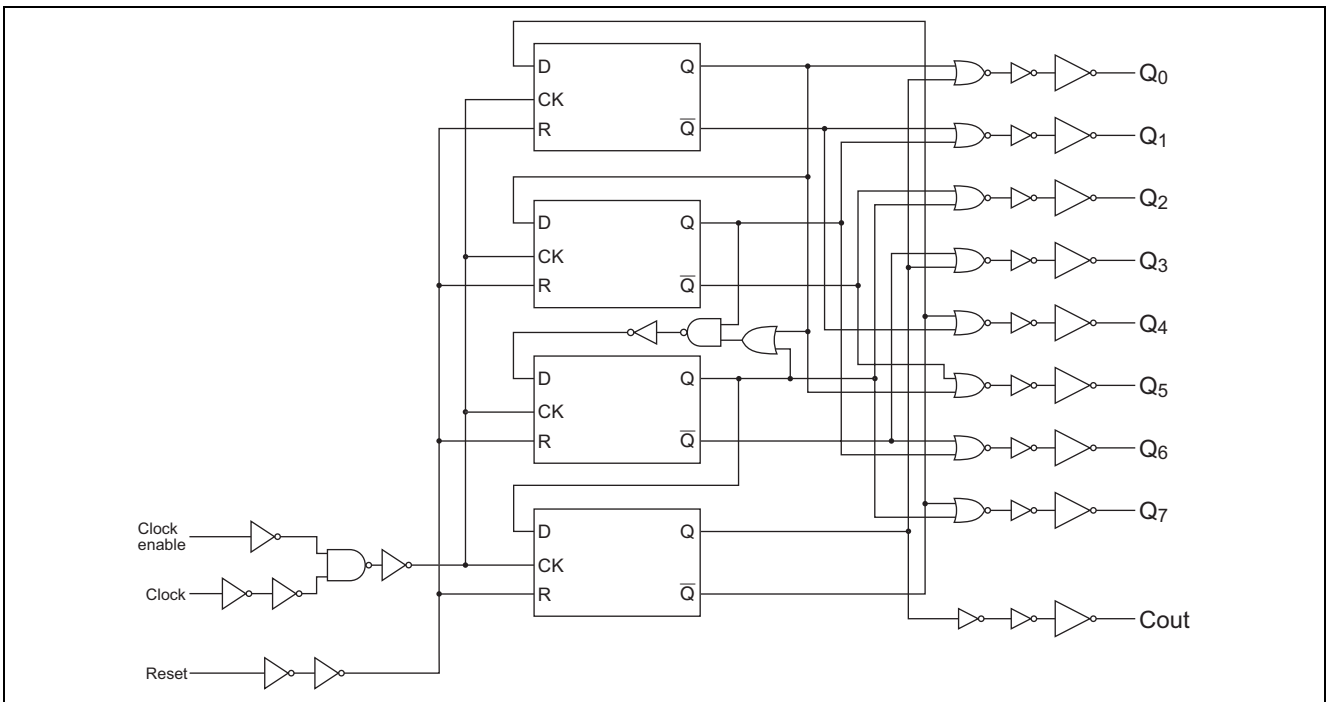 D Q
CK
R Q̅
D Q
CK
R Q̅
D Q
CK
R Q̅
D Q
CK
R Q̅
Clock
enable
Clock
Reset
Q0
Q1
Q2
Q3
Q4
Q5
Q6
Q7
Cout